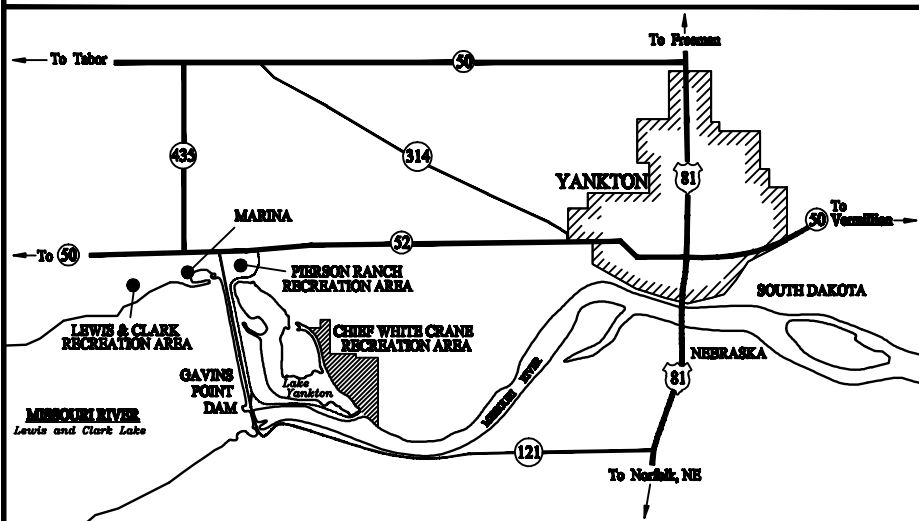 To Freeman
To Tabor
50
435
314
YANKTON
81
To
Vermillion
50
MARINA
52
To 50
PIERSON RANCH
RECREATION AREA
SOUTH DAKOTA
LEWIS & CLARK
RECREATION AREA
CHIEF WHITE CRANE
RECREATION AREA
NEBRASKA
GAVINS
POINT
DAM
Lake
Yankton
81
MISSOURI RIVER
MISSOURI RIVER
Lewis and Clark Lake
121
To Norfolk, NE